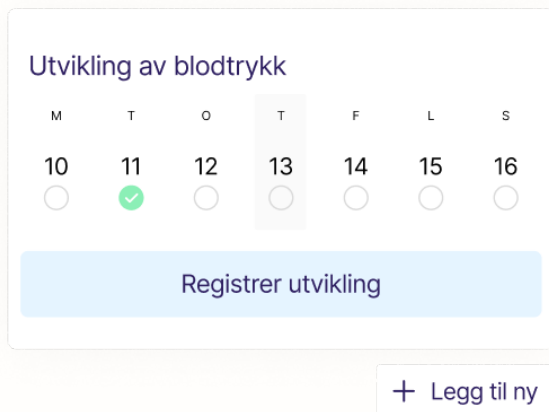 Utvikling av blodtrykk
M T O T F L S
10 11 12 13 14 15 16
Registrer utvikling
+ Legg til ny